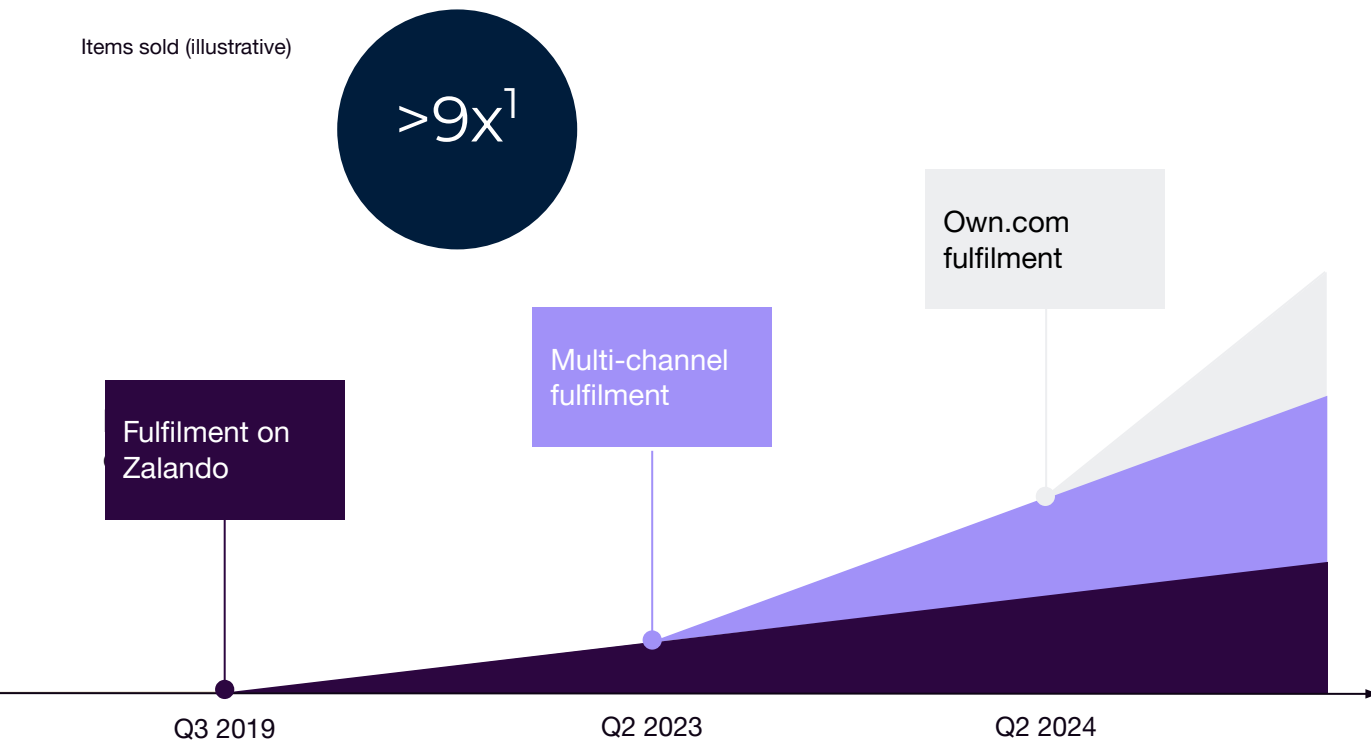 Items sold (illustrative)
>9x¹
Own.com
fulfilment
Multi-channel
fulfilment
Fulfilment on
Zalando
Q3 2019
Q2 2023
Q2 2024